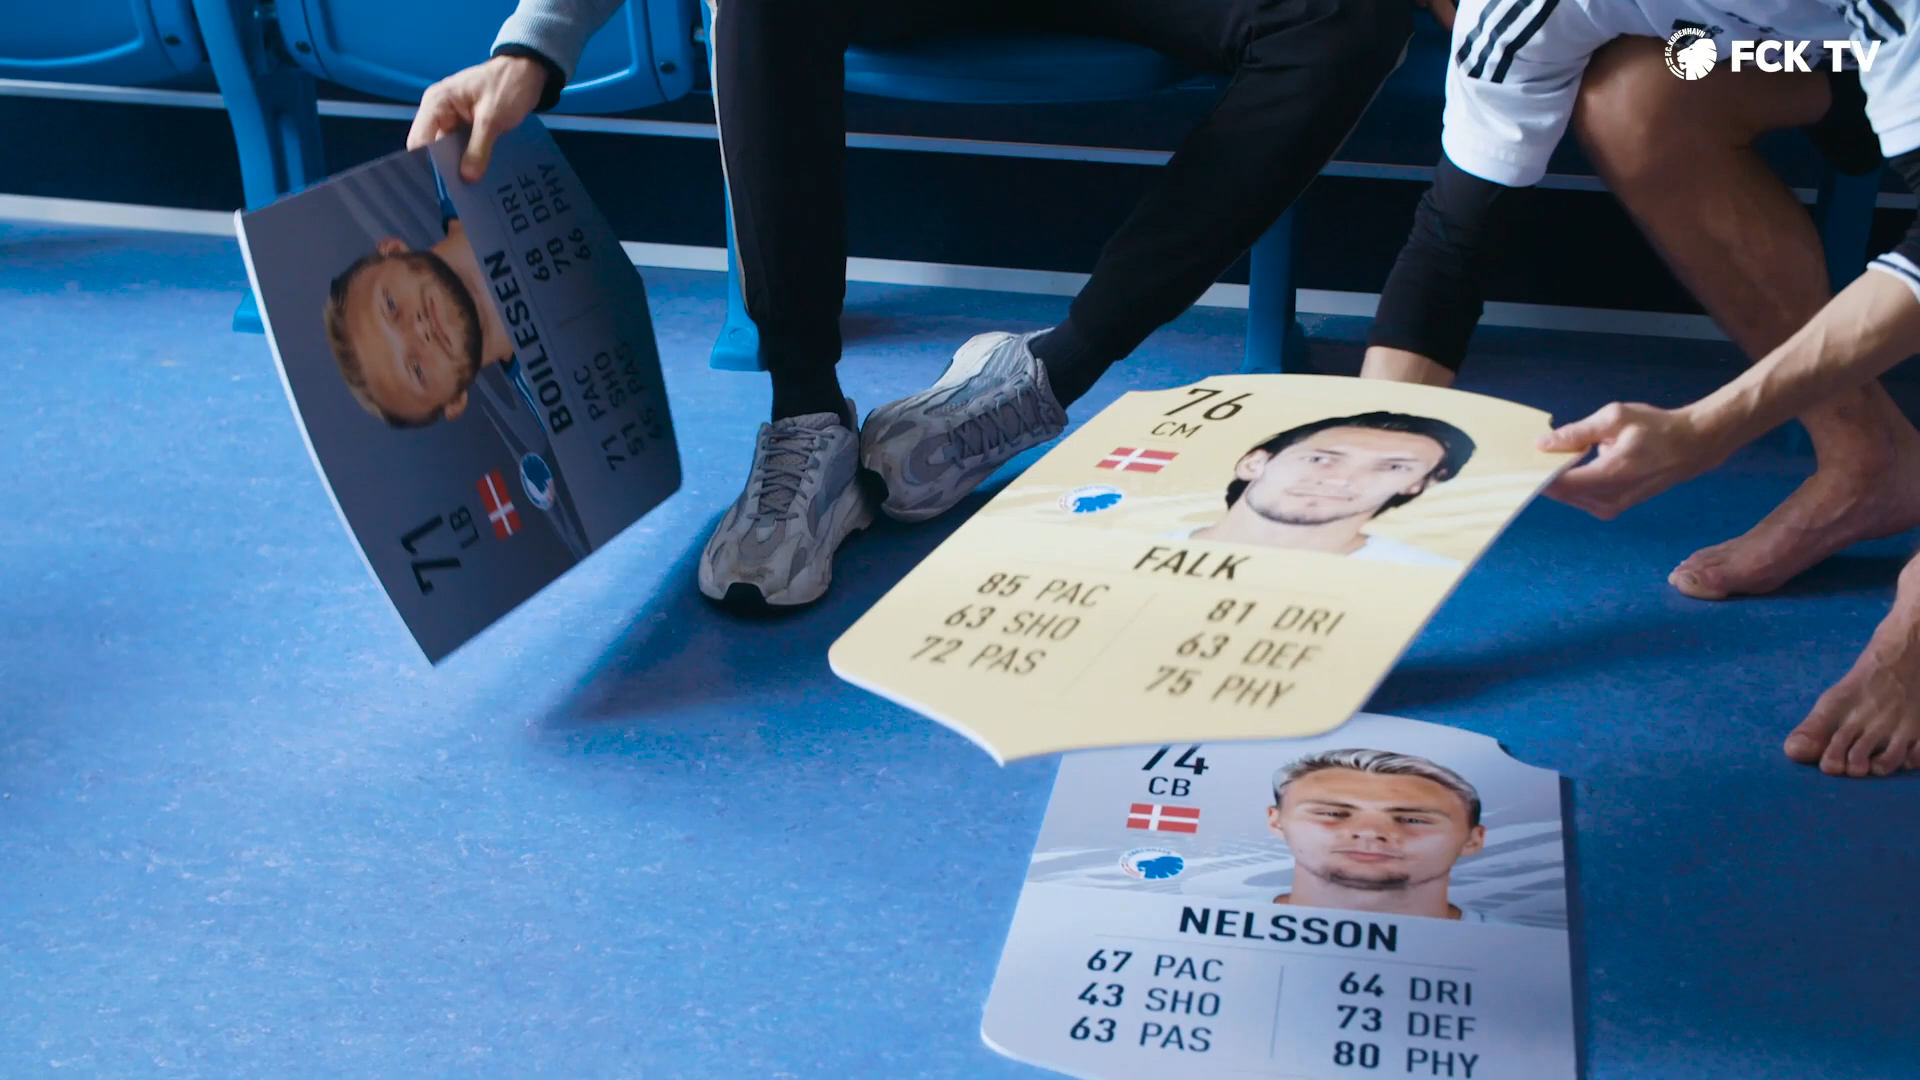 F.C. KØBENHAVN
FCK TV
71
LB
BOILESEN
71 PAC
51 SHO
65 PAS
68 DRI
70 DEF
66 PHY
76
CM
FALK
85 PAC
63 SHO
72 PAS
81 DRI
63 DEF
75 PHY
74
CB
NELSSON
67 PAC
43 SHO
63 PAS
64 DRI
73 DEF
80 PHY